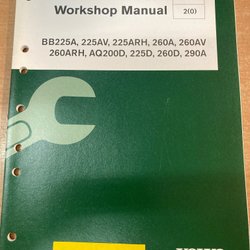 Workshop Manual
2(0)
BB225A, 225AV, 225ARH, 260A, 260AV
260ARH, AQ200D, 225D, 260D, 290A